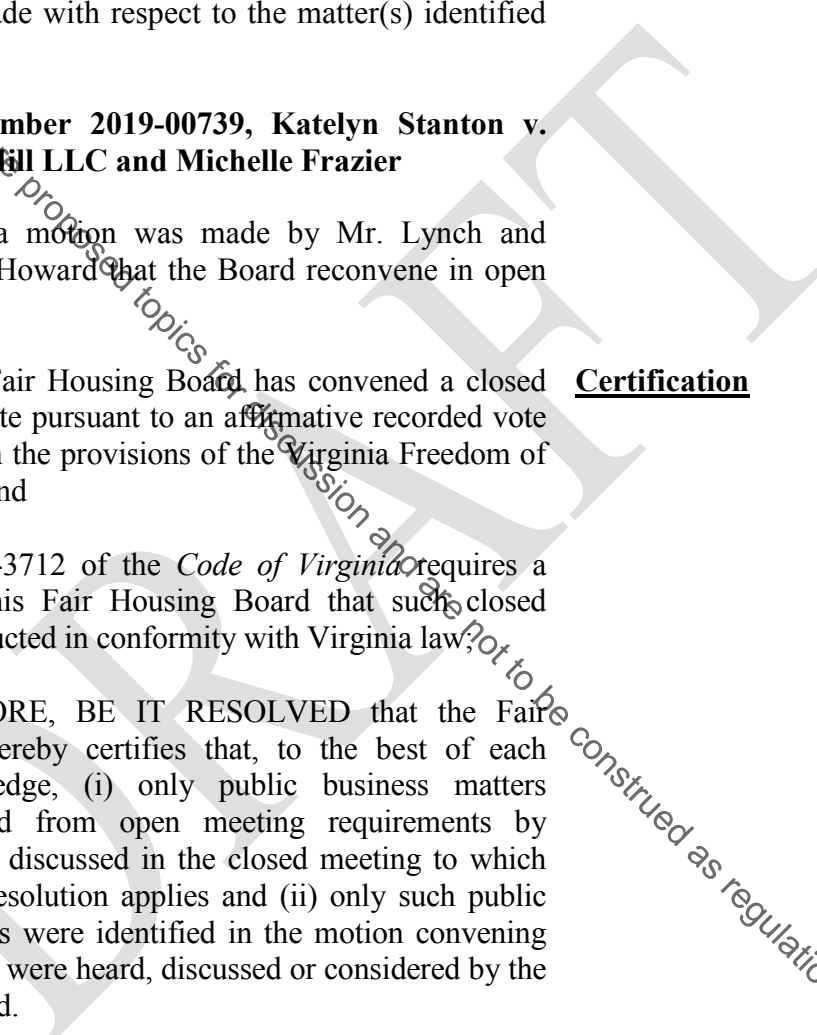 ade with respect to the matter(s) identified
mber 2019-00739, Katelyn Stanton v.
Hill LLC and Michelle Frazier
a motion was made by Mr. Lynch and
Howard that the Board reconvene in open
Fair Housing Board has convened a closed
Certification
te pursuant to an affirmative recorded vote
the provisions of the Virginia Freedom of
nd
-3712 of the Code of Virginia requires a
his Fair Housing Board that such closed
ucted in conformity with Virginia law;
ORE, BE IT RESOLVED that the Fair
ereby certifies that, to the best of each
edge, (i) only public business matters
d from open meeting requirements by
discussed in the closed meeting to which
esolution applies and (ii) only such public
s were identified in the motion convening
were heard, discussed or considered by the
d.
proposed topics for discussion and are not to be construed as regulatio
DRAFT